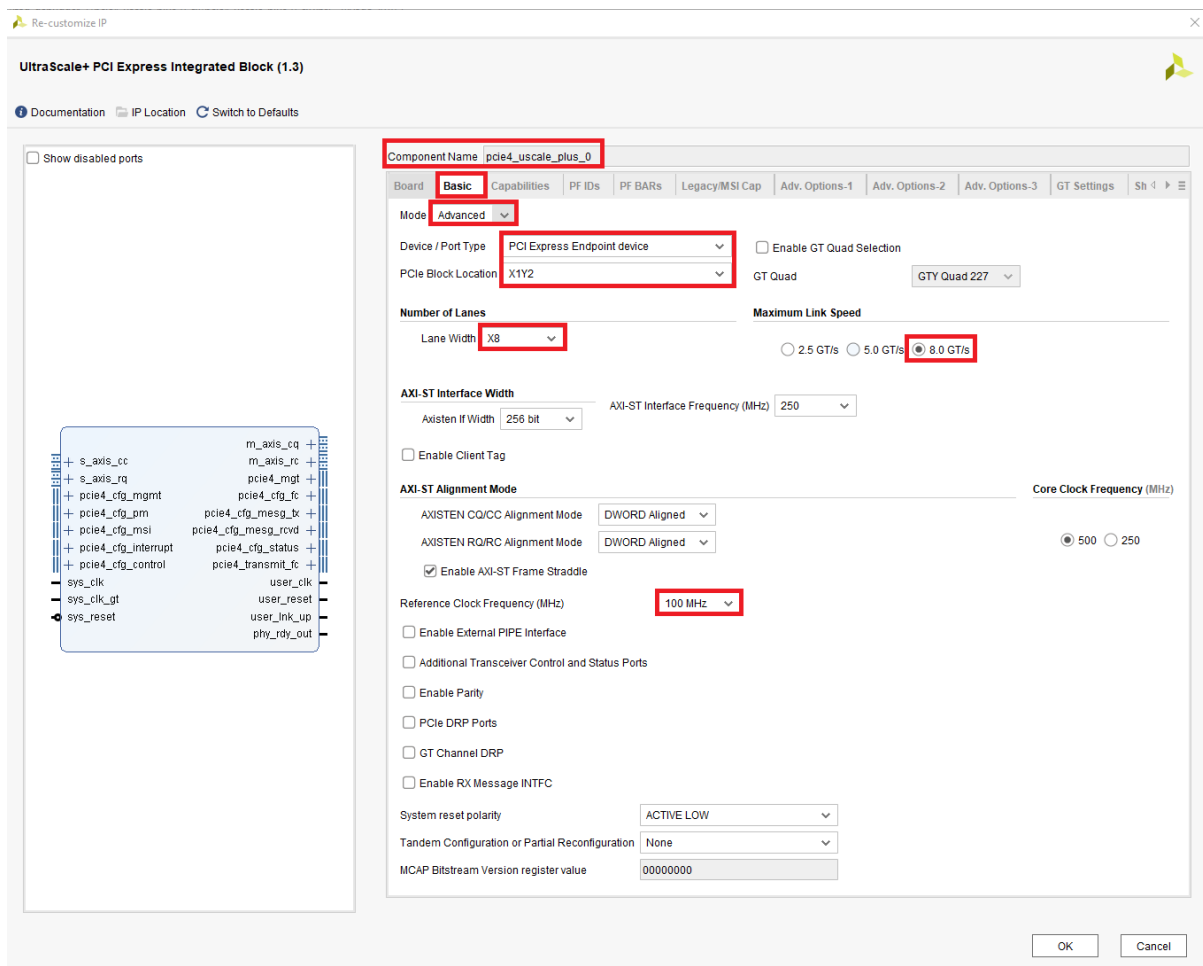 Re-customize IP
UltraScale+ PCI Express Integrated Block (1.3)
Documentation IP Location Switch to Defaults
Show disabled ports
m_axis_cq
s_axis_cc m_axis_rc
s_axis_rq pcie4_mgt
pcie4_cfg_mgmt pcie4_cfg_fc
pcie4_cfg_pm pcie4_cfg_mesg_tx
pcie4_cfg_msi pcie4_cfg_mesg_rcvd
pcie4_cfg_interrupt pcie4_cfg_status
pcie4_cfg_control pcie4_transmit_fc
sys_clk user_clk
sys_clk_gt user_reset
sys_reset user_lnk_up
phy_rdy_out
Component Name pcie4_uscale_plus_0
Board Basic Capabilities PF IDs PF BARs Legacy/MSI Cap Adv. Options-1 Adv. Options-2 Adv. Options-3 GT Settings Sh
Mode Advanced
Device / Port Type PCI Express Endpoint device Enable GT Quad Selection
PCIe Block Location X1Y2 GT Quad GTY Quad 227
Number of Lanes Maximum Link Speed
Lane Width X8 2.5 GT/s 5.0 GT/s 8.0 GT/s
AXI-ST Interface Width
Axisten If Width 256 bit AXI-ST Interface Frequency (MHz) 250
Enable Client Tag
AXI-ST Alignment Mode Core Clock Frequency (MHz)
AXISTEN CQ/CC Alignment Mode DWORD Aligned
AXISTEN RQ/RC Alignment Mode DWORD Aligned 500 250
Enable AXI-ST Frame Straddle
Reference Clock Frequency (MHz) 100 MHz
Enable External PIPE Interface
Additional Transceiver Control and Status Ports
Enable Parity
PCIe DRP Ports
GT Channel DRP
Enable RX Message INTFC
System reset polarity ACTIVE LOW
Tandem Configuration or Partial Reconfiguration None
MCAP Bitstream Version register value 00000000
OK Cancel